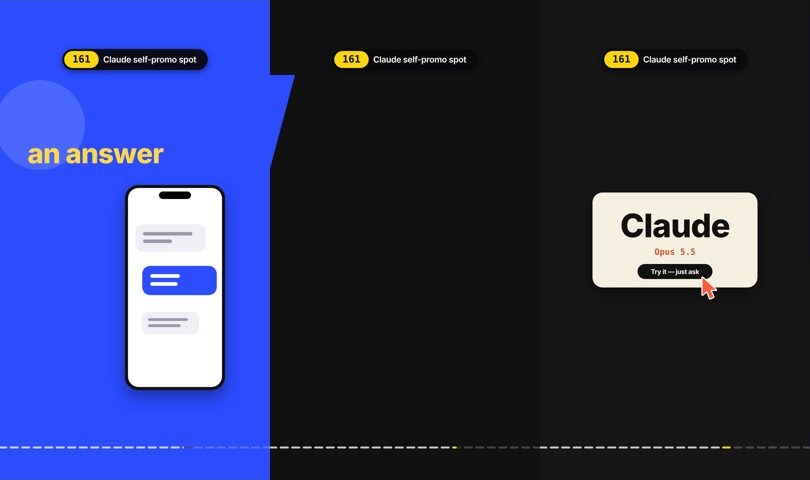 161 Claude self-promo spot
an answer
161 Claude self-promo spot
161 Claude self-promo spot
Claude
Opus 5.5
Try it — just ask